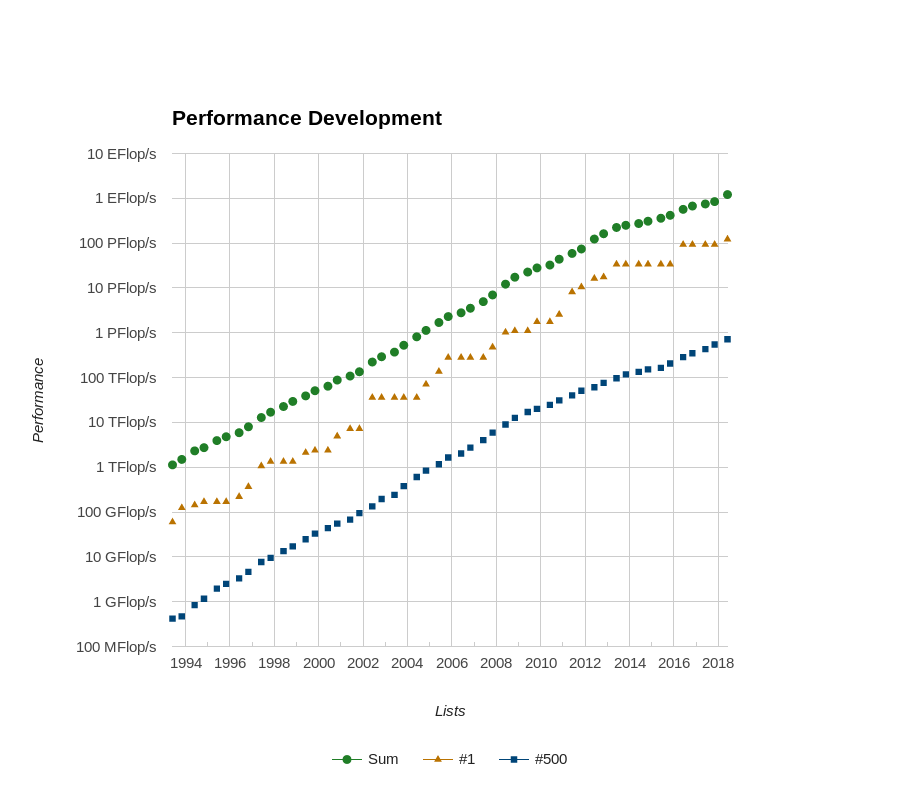 Performance Development
10 EFlop/s
1 EFlop/s
100 PFlop/s
10 PFlop/s
1 PFlop/s
100 TFlop/s
10 TFlop/s
1 TFlop/s
100 GFlop/s
10 GFlop/s
1 GFlop/s
100 MFlop/s
Performance
1994 1996 1998 2000 2002 2004 2006 2008 2010 2012 2014 2016 2018
Lists
Sum #1 #500